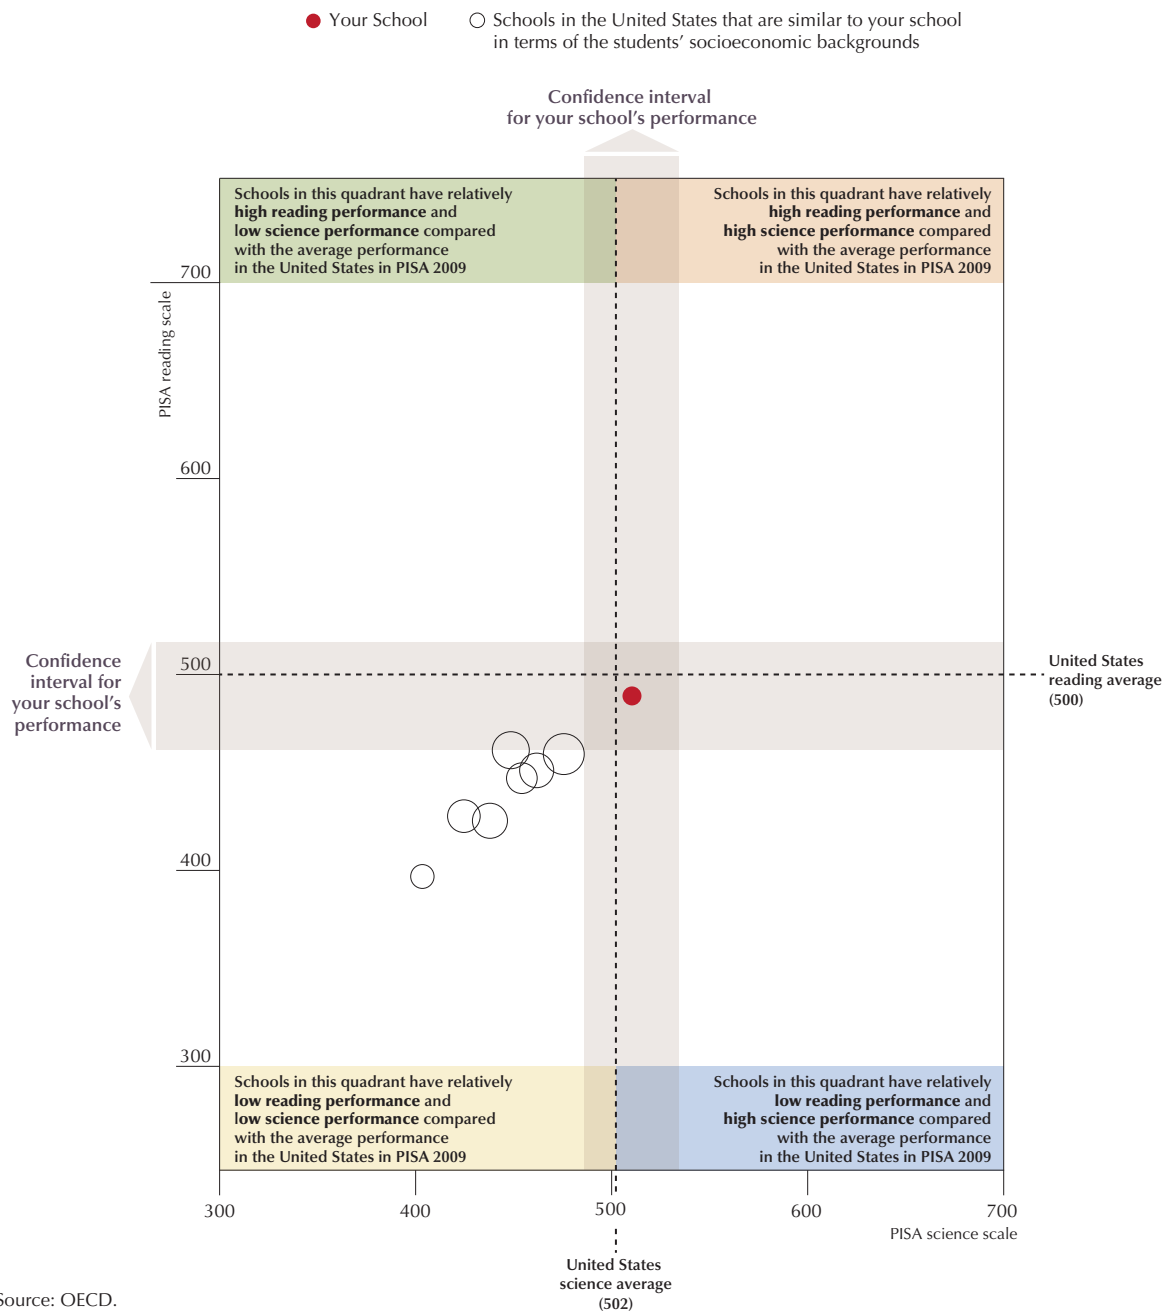 Your School
Schools in the United States that are similar to your school
in terms of the students’ socioeconomic backgrounds
Confidence interval
for your school’s performance
Schools in this quadrant have relatively
high reading performance and
low science performance compared
with the average performance
in the United States in PISA 2009
Schools in this quadrant have relatively
high reading performance and
high science performance compared
with the average performance
in the United States in PISA 2009
700
PISA reading scale
600
500
Confidence
interval for
your school’s
performance
United States
reading average
(500)
400
300
Schools in this quadrant have relatively
low reading performance and
low science performance compared
with the average performance
in the United States in PISA 2009
Schools in this quadrant have relatively
low reading performance and
high science performance compared
with the average performance
in the United States in PISA 2009
300
400
500
600
700
PISA science scale
United States
science average
(502)
Source: OECD.